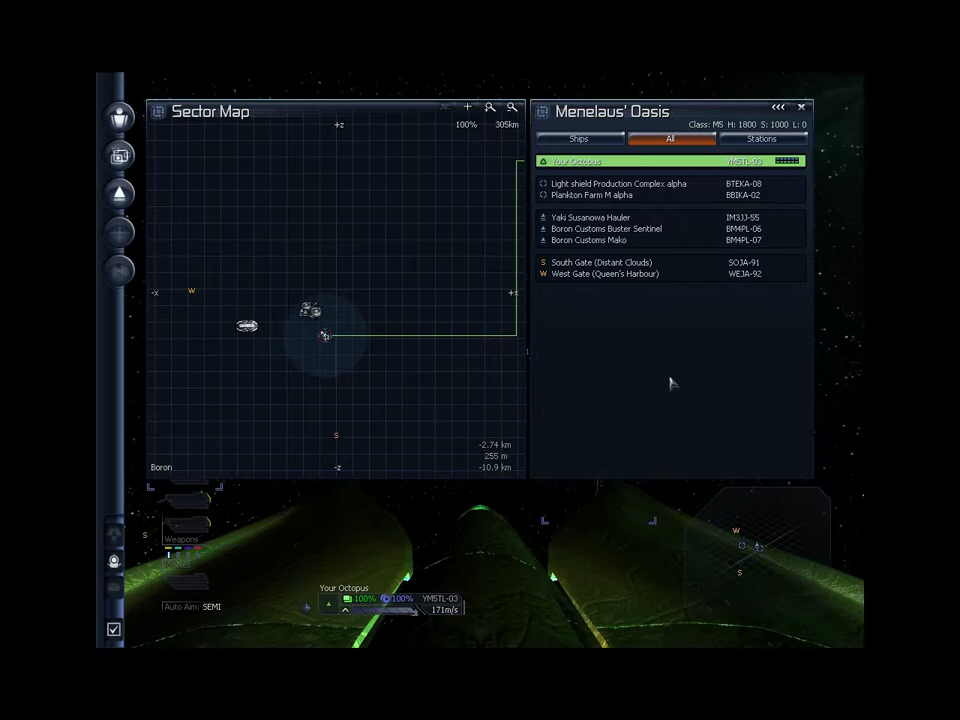 Sector Map
+z
100% 305km
-x
W
+x
S
-2.74 km
255 m
-10.9 km
Boron
-z
Menelaus' Oasis
Class: M5 H: 1800 S: 1000 L: 0
Ships
All
Stations
Your Octopus YM5TL-03
Light shield Production Complex alpha BTEKA-08
Plankton Farm M alpha BBIKA-02
Yaki Susanowa Hauler IM3JJ-55
Boron Customs Buster Sentinel BM4PL-06
Boron Customs Mako BM4PL-07
S South Gate (Distant Clouds) SOJA-91
W West Gate (Queen's Harbour) WEJA-92
S
Weapons
Auto Aim: SEMI
Your Octopus
100% 100% YM5TL-03
171m/s
W
S